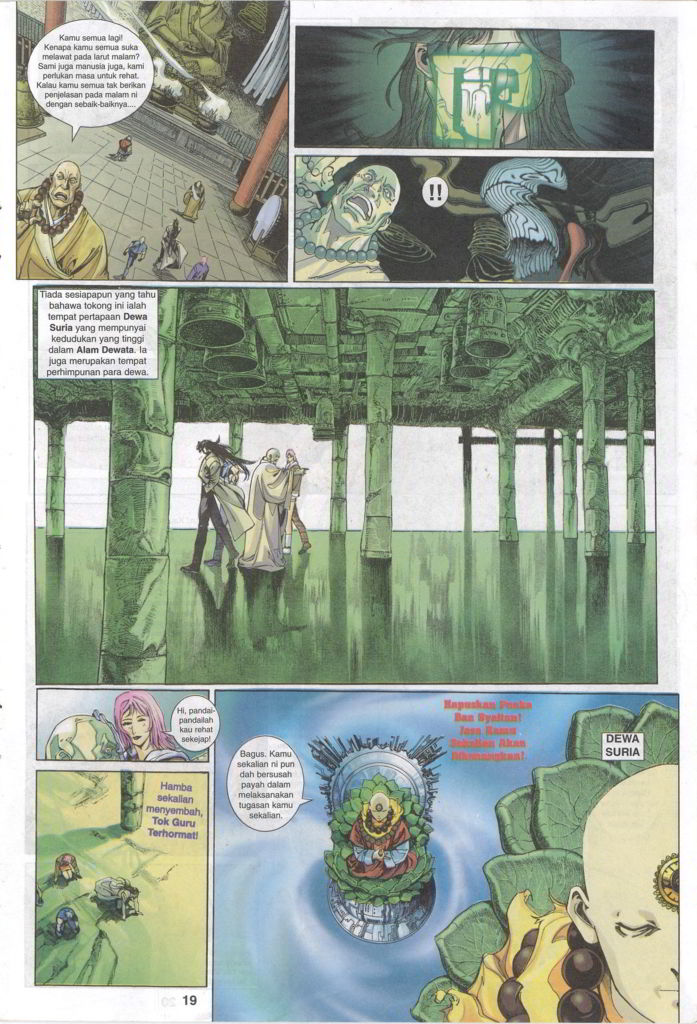 Kamu semua lagi!
Kenapa kamu semua suka
melawat pada larut malam?
Sami juga manusia juga, kami
perlukan masa untuk rehat.
Kalau kamu semua tak berikan
penjelasan pada malam ni
dengan sebaik-baiknya....
!!
Tiada sesiapapun yang tahu
bahawa tokong ini ialah
tempat pertapaan Dewa
Suria yang mempunyai
kedudukan yang tinggi
dalam Alam Dewata. Ia
juga merupakan tempat
perhimpunan para dewa.
Hi, pandai-
pandailah
kau rehat
sekejap!
Hamba
sekalian
menyembah,
Tok Guru
Terhormat!
Bagus. Kamu
sekalian ni pun
dah bersusah
payah dalam
melaksanakan
tugasan kamu
sekalian.
Hapuskan Puaka
Dan Syaitan!
Jasa Kamu
Sekalian Akan
Dikenangkan!
DEWA
SURIA
19